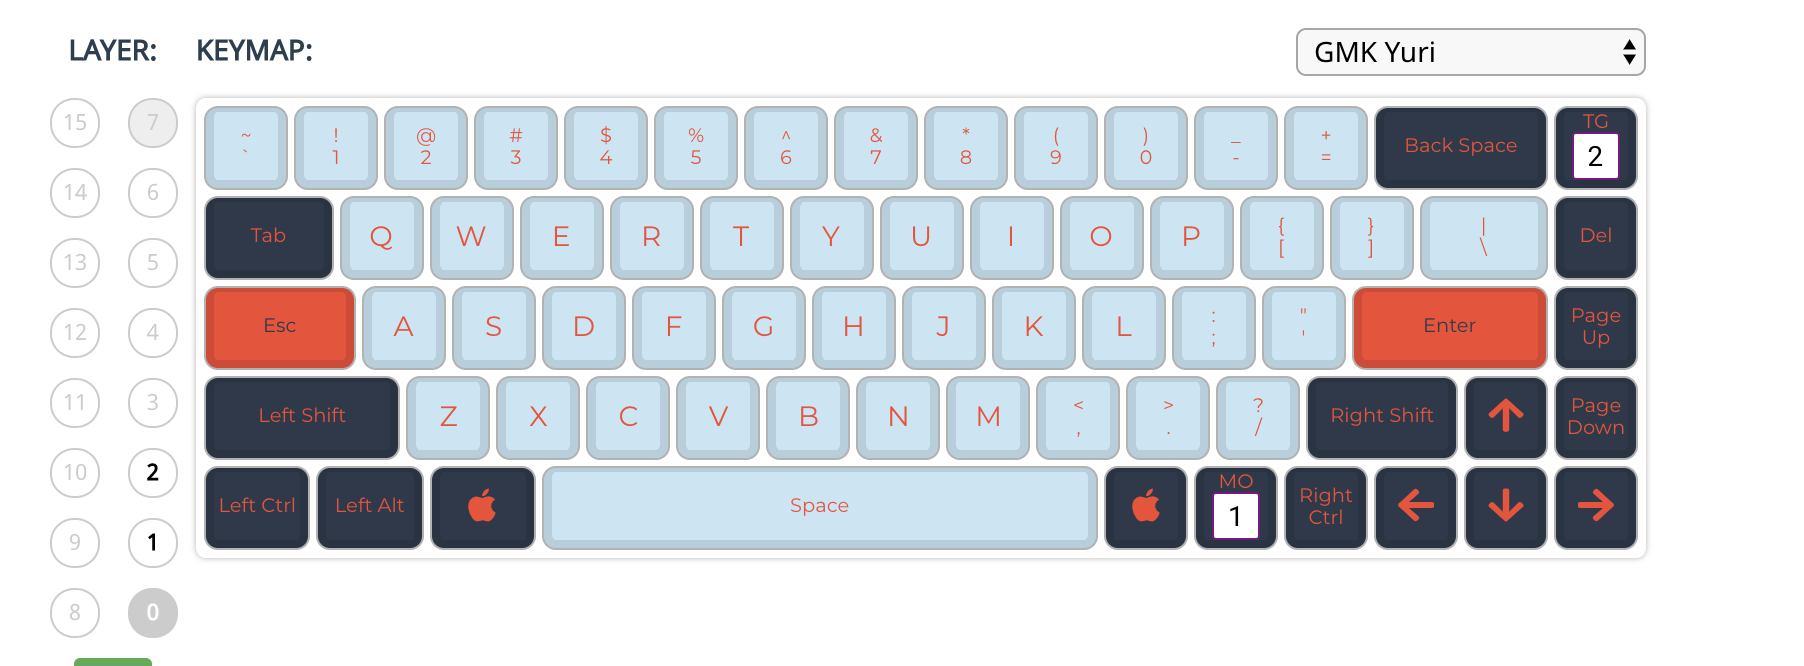 LAYER: KEYMAP: GMK Yuri
15 7
~ ! @ # $ % ^ & * ( ) _ + Back Space TG
` 1 2 3 4 5 6 7 8 9 0 - = 2
14 6
Tab Q W E R T Y U I O P { } | Del
[ ] \
13 5
12 4
Esc A S D F G H J K L : " Enter Page
; ' Up
11 3
Left Shift Z X C V B N M < > ? Right Shift Page
, . / Down
10 2
Left Ctrl Left Alt Space MO Right
1 Ctrl
9 1
8 0